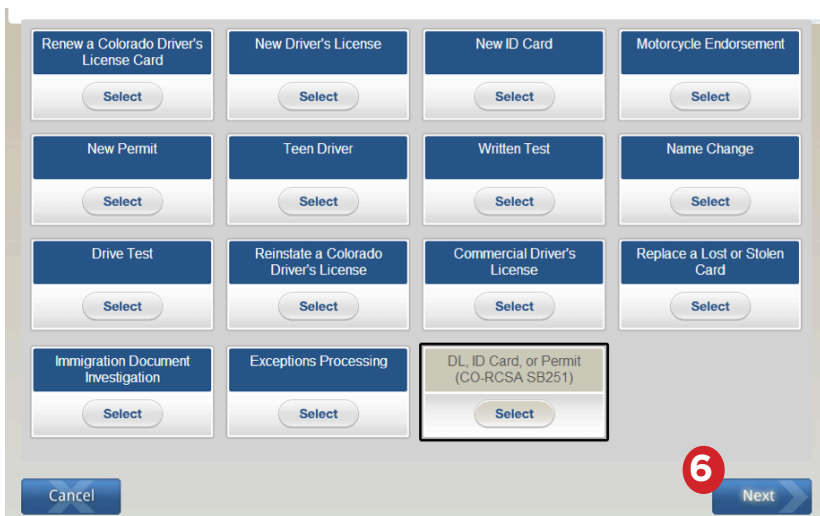 Renew a Colorado Driver's
License Card
Select
New Driver's License
Select
New ID Card
Select
Motorcycle Endorsement
Select
New Permit
Select
Teen Driver
Select
Written Test
Select
Name Change
Select
Drive Test
Select
Reinstate a Colorado
Driver's License
Select
Commercial Driver's
License
Select
Replace a Lost or Stolen
Card
Select
Immigration Document
Investigation
Select
Exceptions Processing
Select
DL, ID Card, or Permit
(CO-RCSA SB251)
Select
Cancel
6
Next